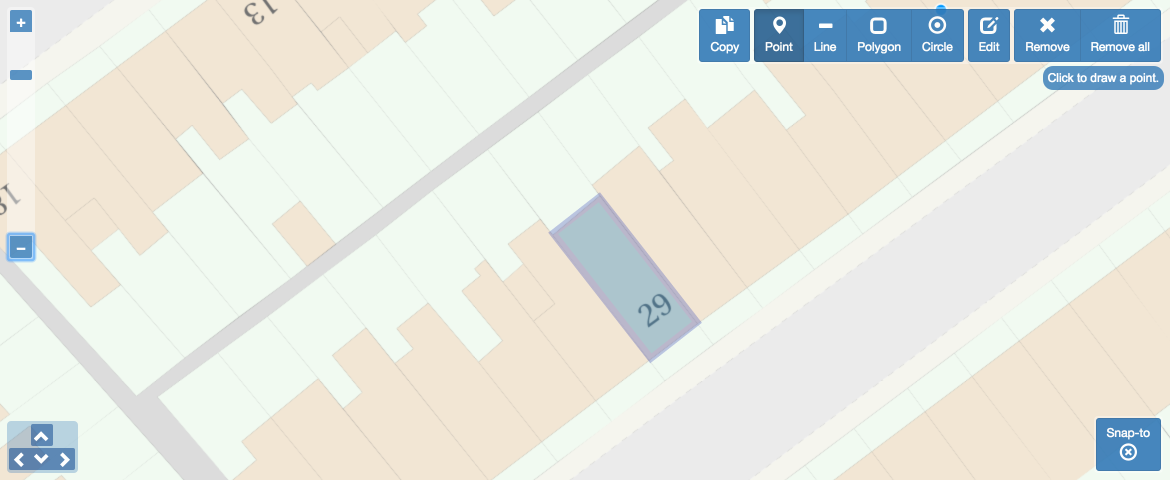 13
+
Copy
Point
Line
Polygon
Circle
Edit
Remove
Remove all
Click to draw a point.
29
Snap-to